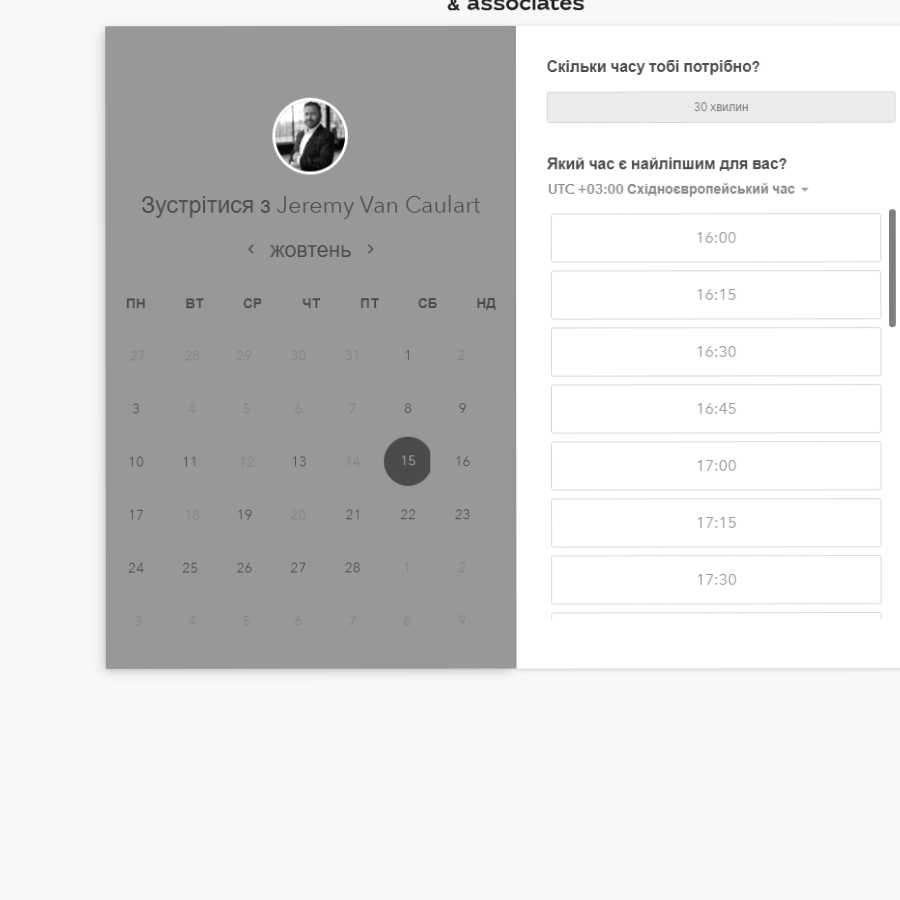 & associates
Зустрітися з Jeremy Van Caulart
жовтень
ПН ВТ СР ЧТ ПТ СБ НД
27 28 29 30 31 1 2
3 4 5 6 7 8 9
10 11 12 13 14 15 16
17 18 19 20 21 22 23
24 25 26 27 28 1 2
3 4 5 6 7 8 9
Скільки часу тобі потрібно?
30 хвилин
Який час є найліпшим для вас?
UTC +03:00 Східноєвропейський час
16:00
16:15
16:30
16:45
17:00
17:15
17:30